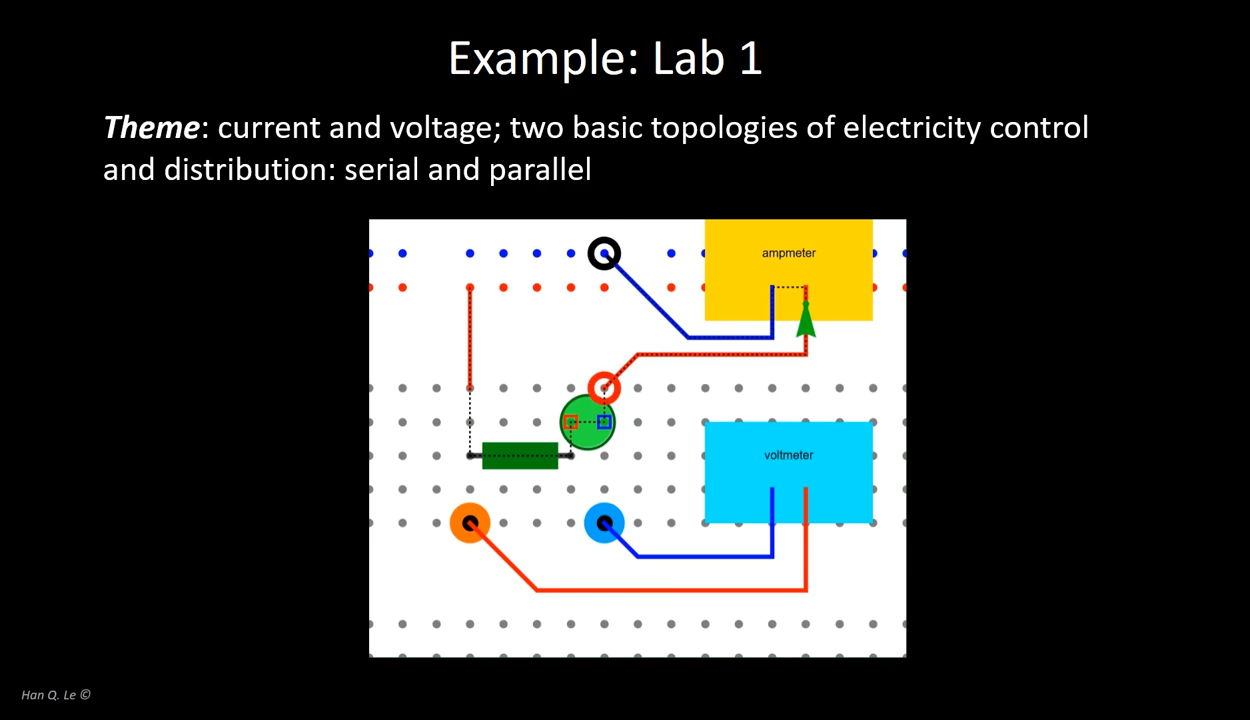 Example: Lab 1
Theme: current and voltage; two basic topologies of electricity control
and distribution: serial and parallel
ampmeter
voltmeter
Han Q. Le ©